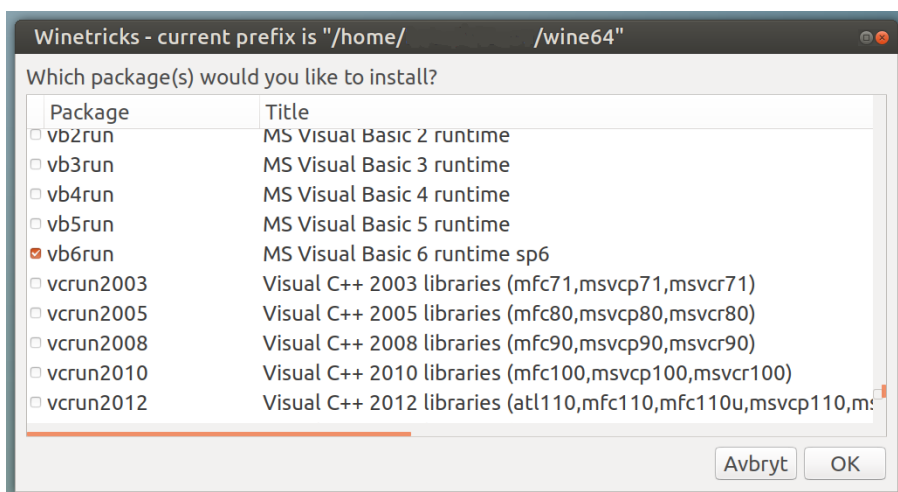 Winetricks - current prefix is "/home/ /wine64"
Which package(s) would you like to install?
Package Title
vb2run MS Visual Basic 2 runtime
vb3run MS Visual Basic 3 runtime
vb4run MS Visual Basic 4 runtime
vb5run MS Visual Basic 5 runtime
vb6run MS Visual Basic 6 runtime sp6
vcrun2003 Visual C++ 2003 libraries (mfc71,msvcp71,msvcr71)
vcrun2005 Visual C++ 2005 libraries (mfc80,msvcp80,msvcr80)
vcrun2008 Visual C++ 2008 libraries (mfc90,msvcp90,msvcr90)
vcrun2010 Visual C++ 2010 libraries (mfc100,msvcp100,msvcr100)
vcrun2012 Visual C++ 2012 libraries (atl110,mfc110,mfc110u,msvcp110,ms
Avbryt OK